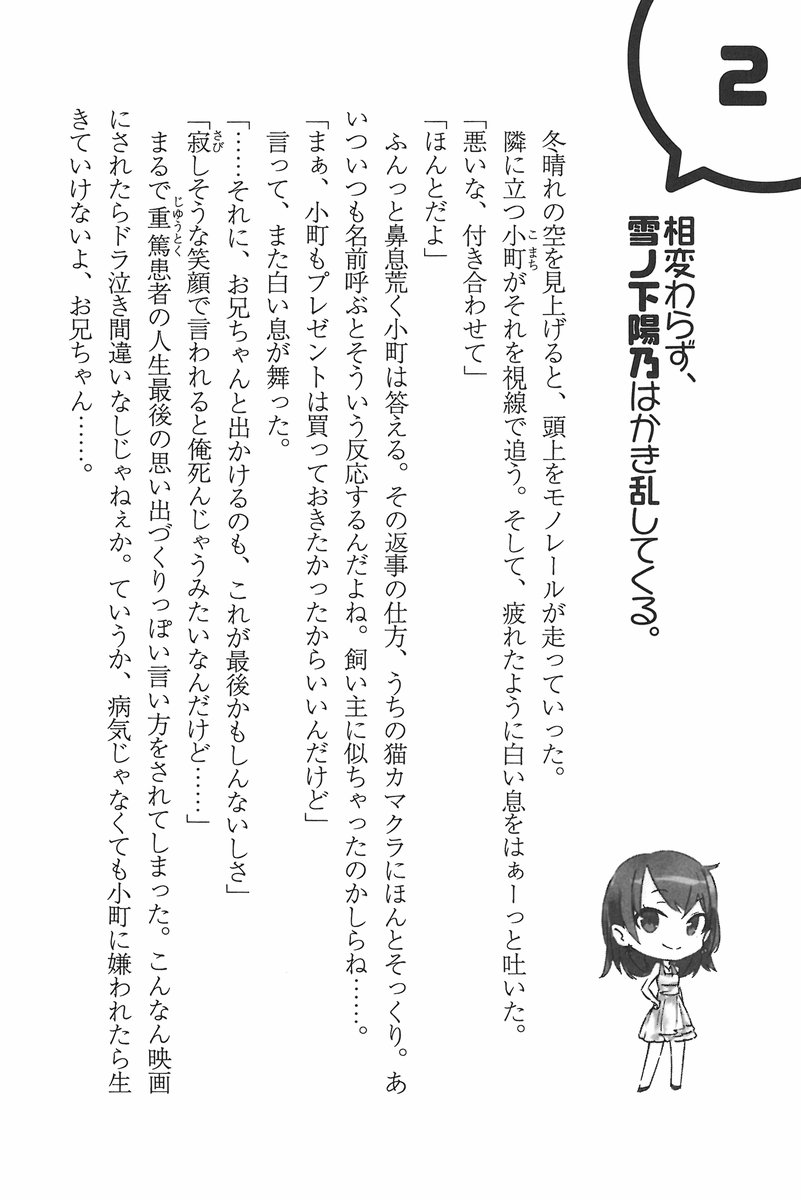 2
相変わらず、
雪ノ下陽乃はかき乱してくる。
冬晴れの空を見上げると、頭上をモノレールが走っていった。
隣に立つ小町がそれを視線で追う。そして、疲れたように白い息をはぁーっと吐いた。
こまち
「悪いな、付き合わせて」
「ほんとだよ」
ふんっと鼻息荒く小町は答える。その返事の仕方、うちの猫カマクラにほんとそっくり。あ
いついつも名前呼ぶとそういう反応するんだよね。飼い主に似ちゃったのかしらね……。
「まぁ、小町もプレゼントは買っておきたかったからいいんだけど」
言って、また白い息が舞った。
「……それに、お兄ちゃんと出かけるのも、これが最後かもしんないしさ」
「寂しそうな笑顔で言われると俺死んじゃうみたいなんだけど……」
さび
まるで重篤患者の人生最後の思い出づくりっぽい言い方をされてしまった。こんなん映画
じゆうとく
にされたらドラ泣き間違いなしじゃねぇか。ていうか、病気じゃなくても小町に嫌われたら生
きていけないよ、お兄ちゃん……。